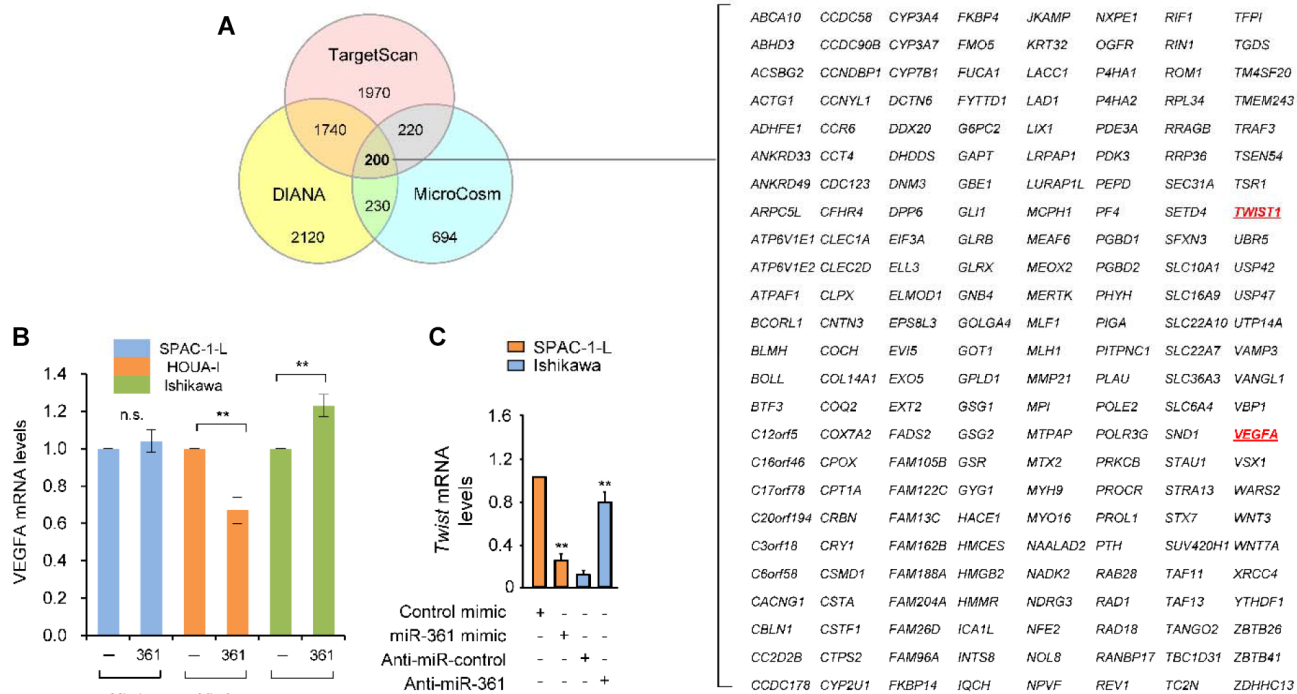 A
TargetScan
1970
1740
220
200
DIANA
230
MicroCosm
2120
694
ABCA10 CCDC58 CYP3A4 FKBP4 JKAMP NXPE1 RIF1 TFPI
ABHD3 CCDC90B CYP3A7 FMO5 KRT32 OGFR RIN1 TGDS
ACSBG2 CCNDBP1 CYP7B1 FUCA1 LACC1 P4HA1 ROM1 TM4SF20
ACTG1 CCNYL1 DCTN6 FYTTD1 LAD1 P4HA2 RPL34 TMEM243
ADHFE1 CCR6 DDX20 G6PC2 LIX1 PDE3A RRAGB TRAF3
ANKRD33 CCT4 DHDDS GAPT LRPAP1 PDK3 RRP36 TSEN54
ANKRD49 CDC123 DNM3 GBE1 LURAP1L PEPD SEC31A TSR1
ARPC5L CFHR4 DPP6 GLI1 MCPH1 PF4 SETD4 TWIST1
ATP6V1E1 CLEC1A EIF3A GLRB MEAF6 PGBD1 SFXN3 UBR5
ATP6V1E2 CLEC2D ELL3 GLRX MEOX2 PGBD2 SLC10A1 USP42
ATPAF1 CLPX ELMOD1 GNB4 MERTK PHYH SLC16A9 USP47
BCORL1 CNTN3 EPS8L3 GOLGA4 MLF1 PIGA SLC22A10 UTP14A
BLMH COCH EVI5 GOT1 MLH1 PITPNC1 SLC22A7 VAMP3
BOLL COL14A1 EXO5 GPLD1 MMP21 PLAU SLC36A3 VANGL1
BTF3 COQ2 EXT2 GSG1 MPI POLE2 SLC6A4 VBP1
C12orf5 COX7A2 FADS2 GSG2 MTPAP POLR3G SND1 VEGFA
C16orf46 CPOX FAM105B GSR MTX2 PRKCB STAU1 VSX1
C17orf78 CPT1A FAM122C GYG1 MYH9 PROCR STRA13 WARS2
C20orf194 CRBN FAM13C HACE1 MYO16 PROL1 STX7 WNT3
C3orf18 CRY1 FAM162B HMCES NAALAD2 PTH SUV420H1 WNT7A
C6orf58 CSMD1 FAM188A HMGB2 NADK2 RAB28 TAF11 XRCC4
CACNG1 CSTA FAM204A HMMR NDRG3 RAD1 TAF13 YTHDF1
CBLN1 CSTF1 FAM26D ICA1L NFE2 RAD18 TANGO2 ZBTB26
CC2D2B CTPS2 FAM96A INTS8 NOL8 RANBP17 TBC1D31 ZBTB41
CCDC178 CYP2U1 FKBP14 IQCH NPVF REV1 TC2N ZDHHC13
B
SPAC-1-L
HOUA-I
Ishikawa
VEGFA mRNA levels
1.4
1.2
1.0
0.8
0.6
0.4
0.2
0.0
n.s.
**
**
– 361 – 361 – 361
C
SPAC-1-L
Ishikawa
Twist mRNA
levels
1.6
1.2
0.8
0.4
0
**
**
Control mimic + - - -
miR-361 mimic - + - -
Anti-miR-control - - + -
Anti-miR-361 - - - +